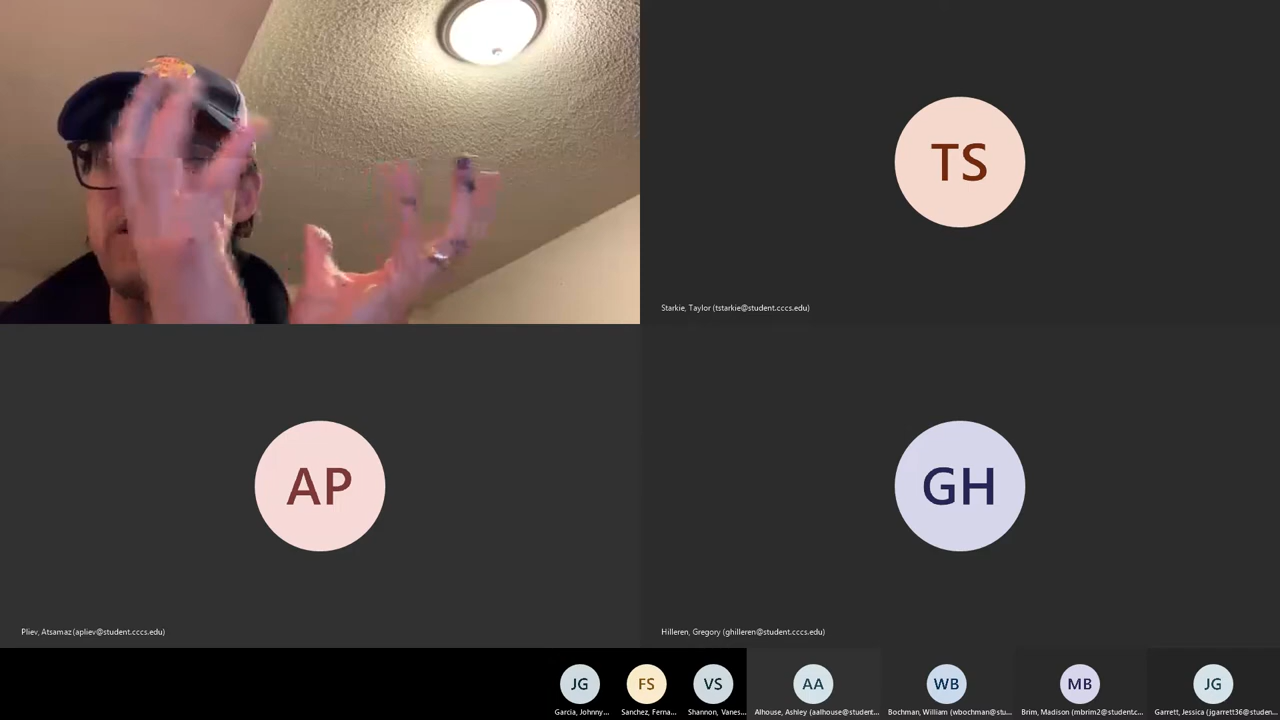 TS
Starkie, Taylor (tstarkie@student.cccs.edu)
AP
GH
Pliev, Atsamaz (apliev@student.cccs.edu)
Hilleren, Gregory (ghilleren@student.cccs.edu)
JG
FS
VS
AA
WB
MB
JG
Garcia, Johnny...
Sanchez, Ferna...
Shannon, Vanes...
Alhouse, Ashley (aalhouse@student...
Bochman, William (wbochman@stu...
Brim, Madison (mbrim2@student.c...
Garrett, Jessica (jgarrett36@studen...